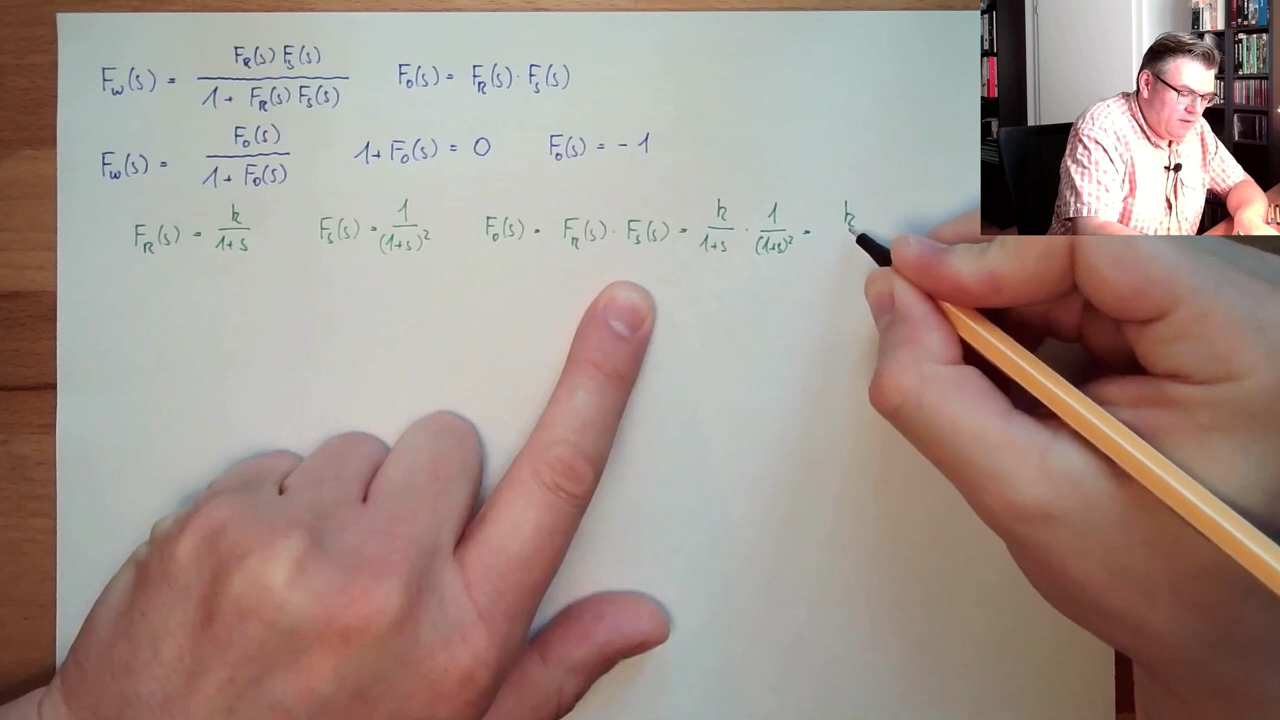 F_w(s) = F_R(s) F_S(s) / 1 + F_R(s) F_S(s)   F_0(s) = F_R(s) · F_S(s)
F_w(s) = F_0(s) / 1 + F_0(s)   1 + F_0(s) = 0   F_0(s) = -1
F_R(s) = k / 1+s   F_S(s) = 1 / (1+s)²   F_0(s) = F_R(s) · F_S(s) = k / 1+s · 1 / (1+s)² = k